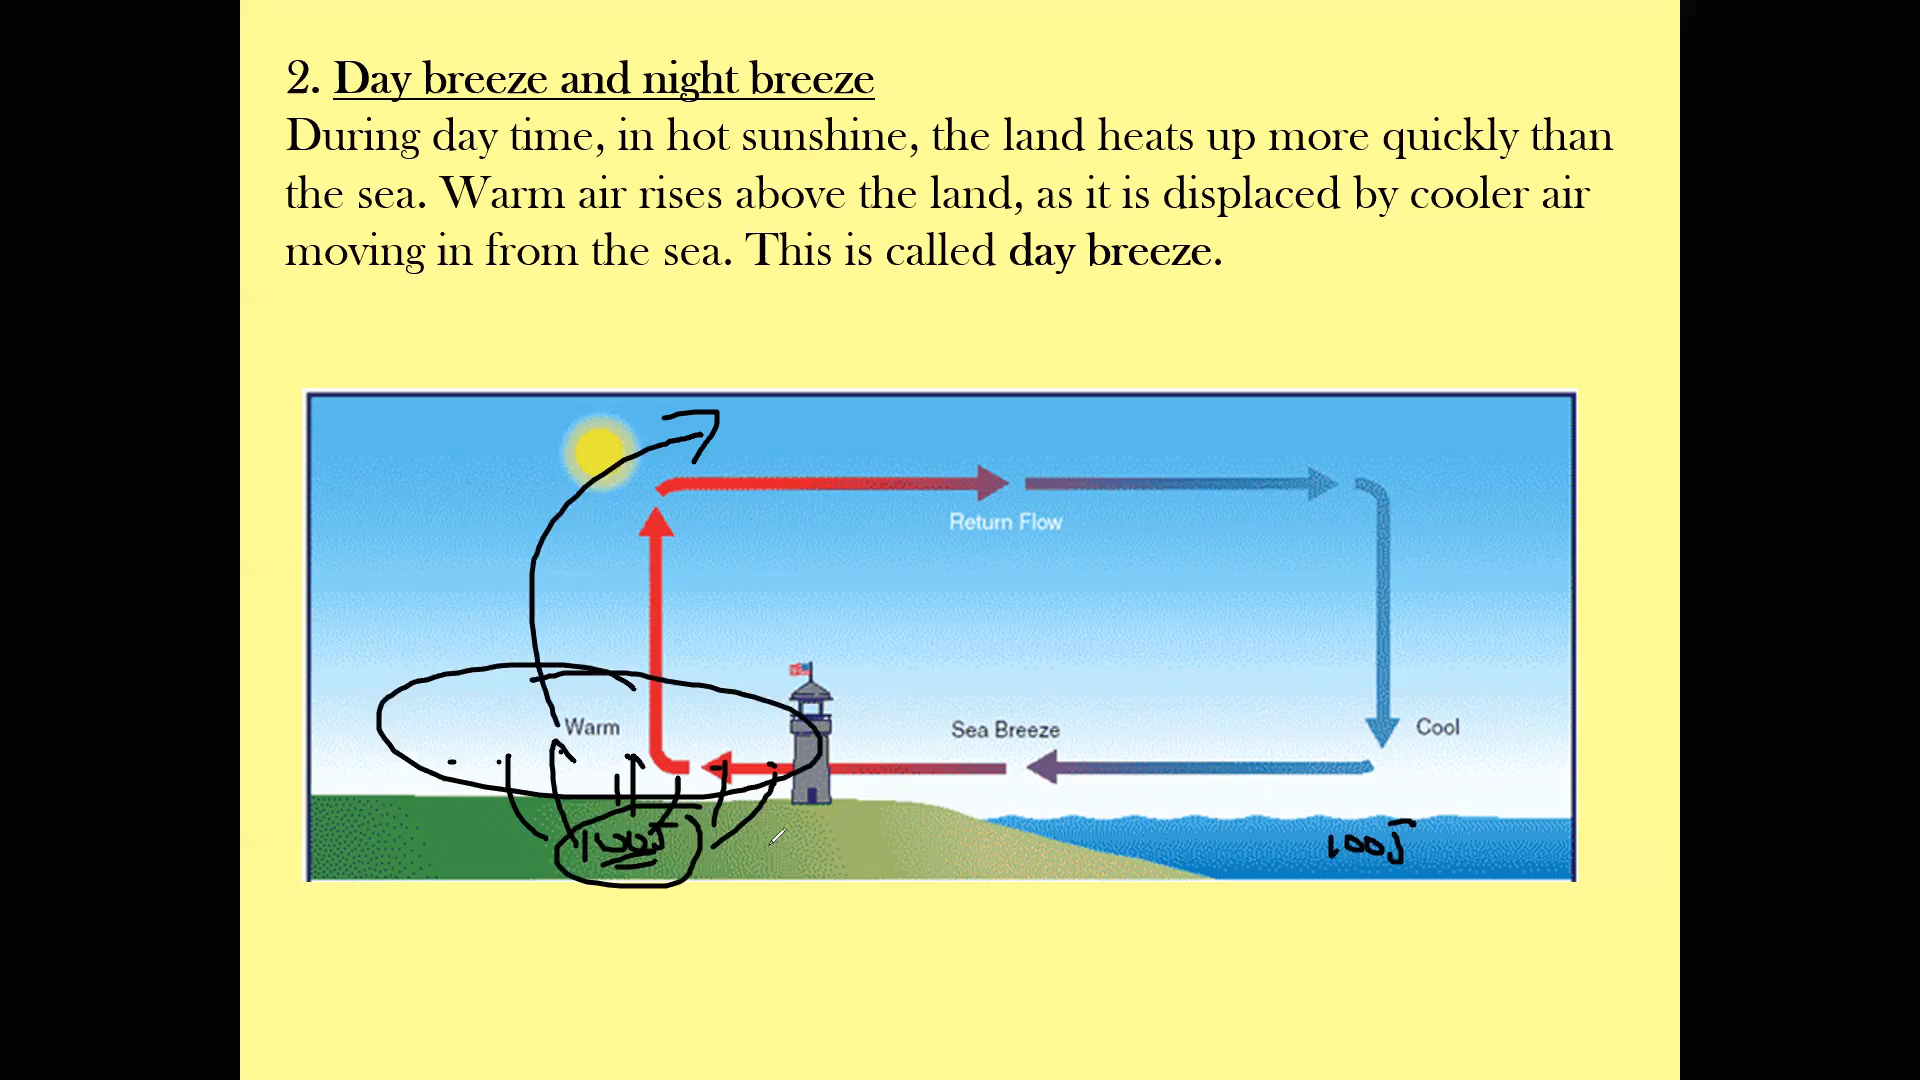 2. Day breeze and night breeze
During day time, in hot sunshine, the land heats up more quickly than
the sea. Warm air rises above the land, as it is displaced by cooler air
moving in from the sea. This is called day breeze.
Return Flow
Warm
Sea Breeze
Cool
100J
100J